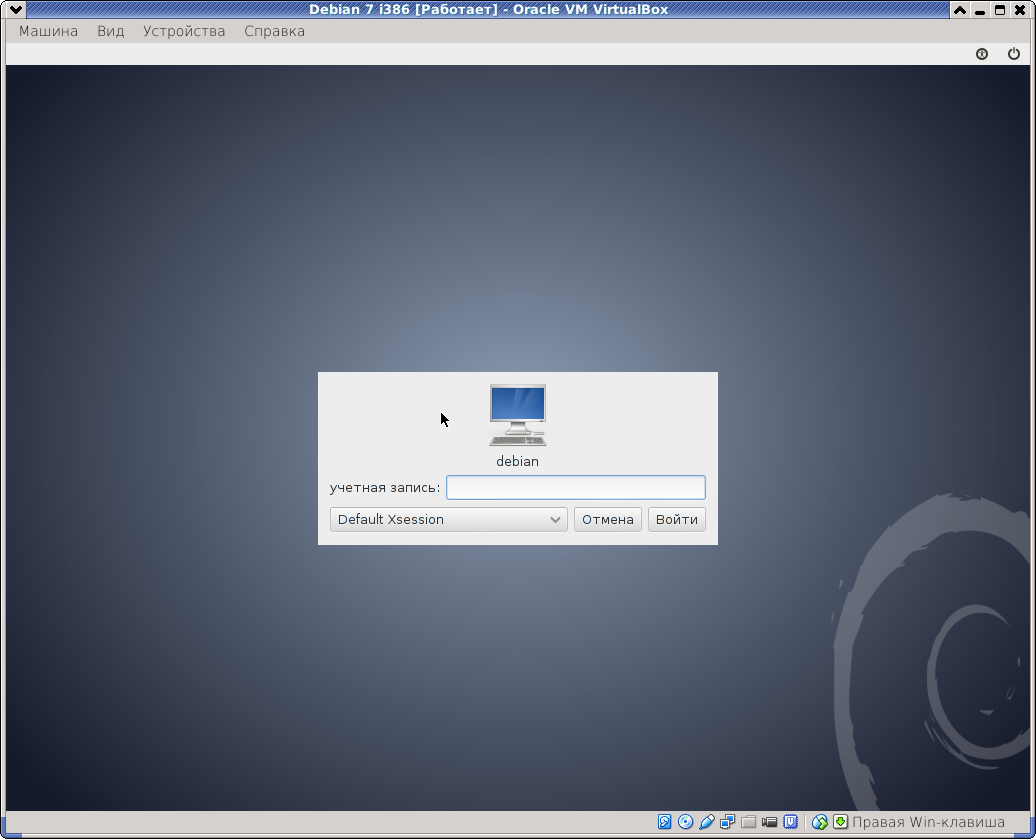 Debian 7 i386 [Работает] - Oracle VM VirtualBox
Машина Вид Устройства Справка
debian
учетная запись:
Default Xsession Отмена Войти
Правая Win-клавиша